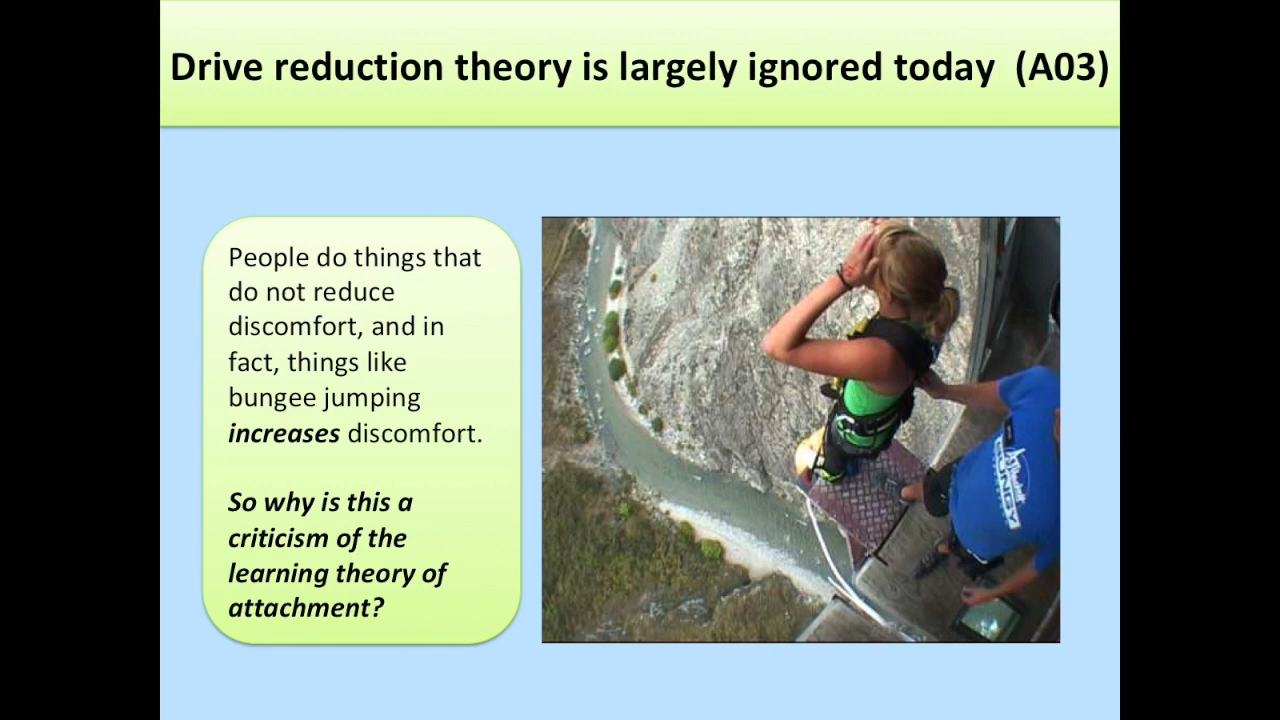 Drive reduction theory is largely ignored today (A03)
People do things that
do not reduce
discomfort, and in
fact, things like
bungee jumping
increases discomfort.
So why is this a
criticism of the
learning theory of
attachment?